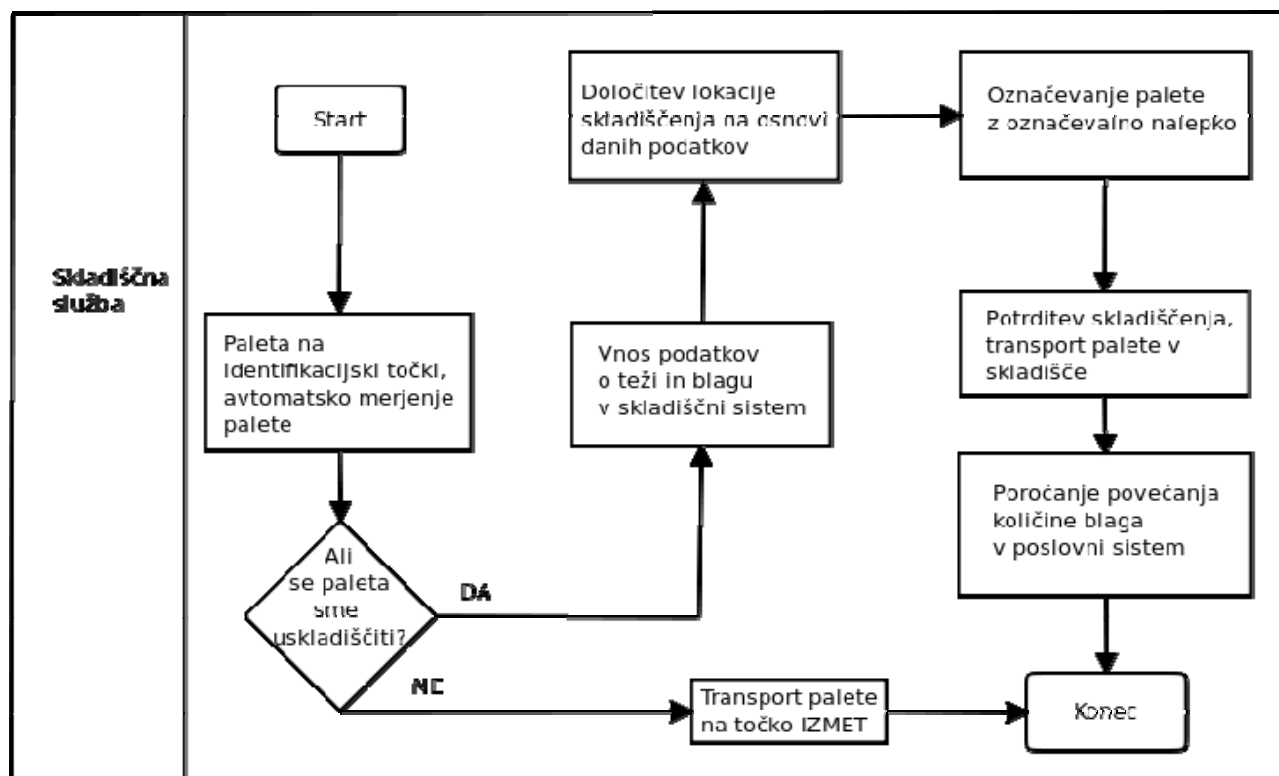 Skladiščna
služba
Start
Paleta na
identifikacijski točki,
avtomatsko merjenje
palete
Ali
se paleta
sme
uskladiščiti?
DA
NE
Vnos podatkov
o teži in blagu
v skladiščni sistem
Določitev lokacije
skladiščenja na osnovi
danih podatkov
Označevanje palete
z označevalno nalepko
Potrditev skladiščenja,
transport palete v
skladišče
Poročanje povečanja
količine blaga
v poslovni sistem
Transport palete
na točko IZMET
Konec